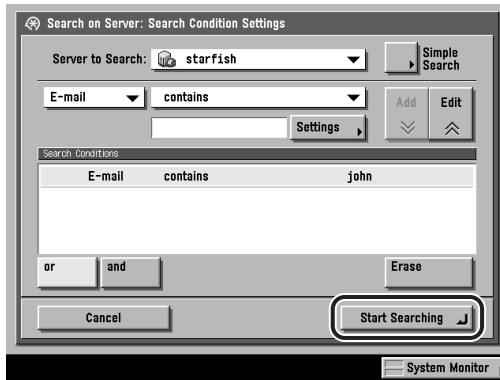 Search on Server: Search Condition Settings
Server to Search: starfish
Simple
Search
E-mail contains
Add Edit
Settings
Search Conditions
E-mail contains john
or and Erase
Cancel Start Searching
System Monitor